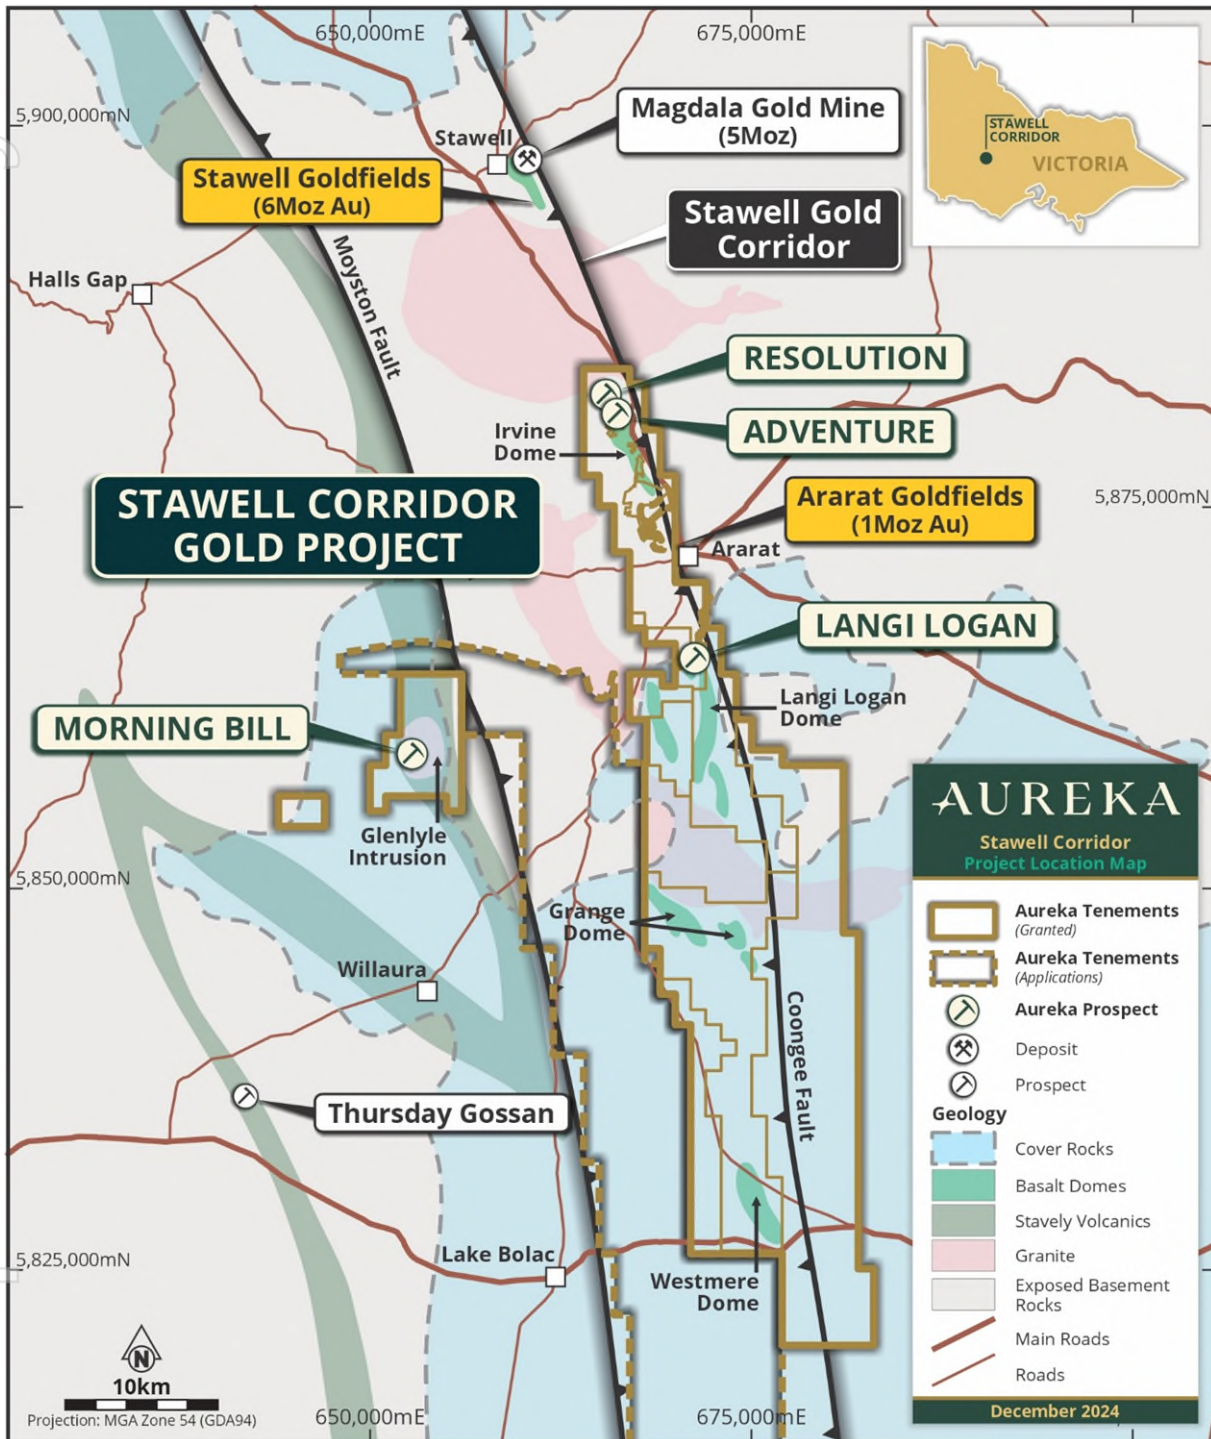 650,000mE
675,000mE
5,900,000mN
Stawell
Magdala Gold Mine
(5Moz)
STAWELL
CORRIDOR
VICTORIA
Stawell Goldfields
(6Moz Au)
Stawell Gold
Corridor
Moyston Fault
Halls Gap
RESOLUTION
ADVENTURE
Irvine
Dome
STAWELL CORRIDOR
GOLD PROJECT
Ararat Goldfields
(1Moz Au)
5,875,000mN
Ararat
LANGI LOGAN
Langi Logan
Dome
MORNING BILL
Glenlyle
Intrusion
5,850,000mN
Grange
Dome
Willaura
Coongee Fault
Thursday Gossan
5,825,000mN
Lake Bolac
Westmere
Dome
N
10km
Projection: MGA Zone 54 (GDA94)
650,000mE
675,000mE
AUREKA
Stawell Corridor
Project Location Map
Aureka Tenements
(Granted)
Aureka Tenements
(Applications)
Aureka Prospect
Deposit
Prospect
Geology
Cover Rocks
Basalt Domes
Stavely Volcanics
Granite
Exposed Basement
Rocks
Main Roads
Roads
December 2024